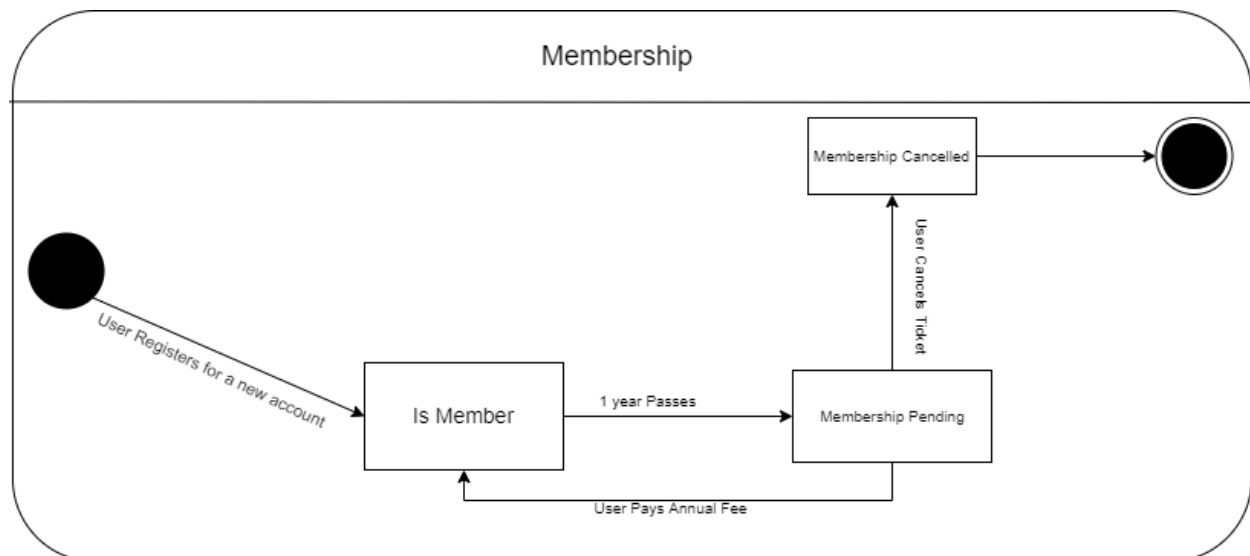 Membership
Membership Cancelled
User Cancels Ticket
User Registers for a new account
Is Member
1 year Passes
Membership Pending
User Pays Annual Fee